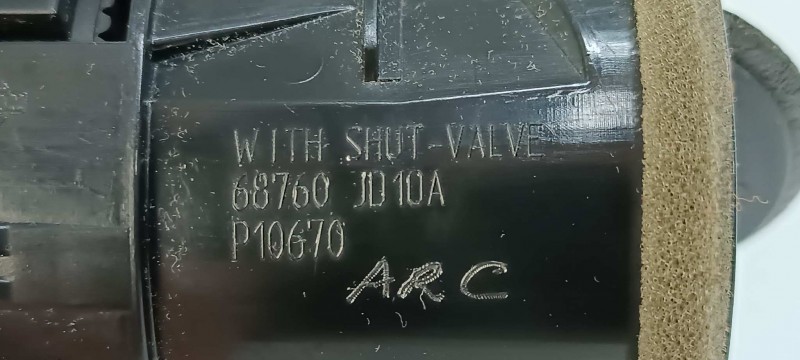 WITH SHUT-VALVE
68760 JD10A
P10670
ARC